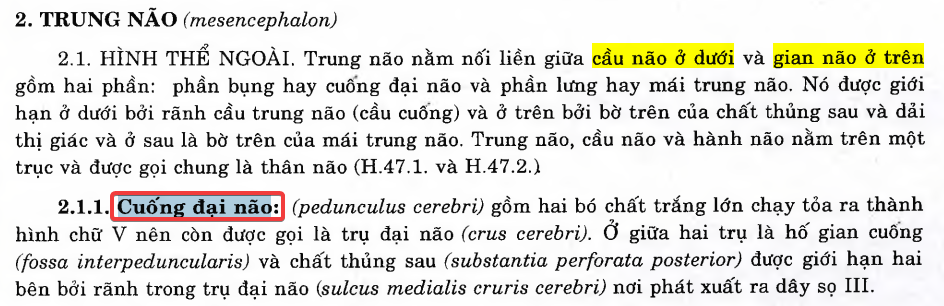 2. TRUNG NÃO (mesencephalon)
2.1. HÌNH THỂ NGOÀI. Trung não nằm nối liền giữa cầu não ở dưới và gian não ở trên
gồm hai phần: phần bụng hay cuống đại não và phần lưng hay mái trung não. Nó được giới
hạn ở dưới bởi rãnh cầu trung não (cầu cuống) và ở trên bởi bờ trên của chất thủng sau và dải
thị giác và ở sau là bờ trên của mái trung não. Trung não, cầu não và hành não nằm trên một
trục và được gọi chung là thân não (H.47.1. và H.47.2.)
2.1.1. Cuống đại não: (pedunculus cerebri) gồm hai bó chất trắng lớn chạy tỏa ra thành
hình chữ V nên còn được gọi là trụ đại não (crus cerebri). Ở giữa hai trụ là hố gian cuống
(fossa interpeduncularis) và chất thủng sau (substantia perforata posterior) được giới hạn hai
bên bởi rãnh trong trụ đại não (sulcus medialis cruris cerebri) nơi phát xuất ra dây sọ III.